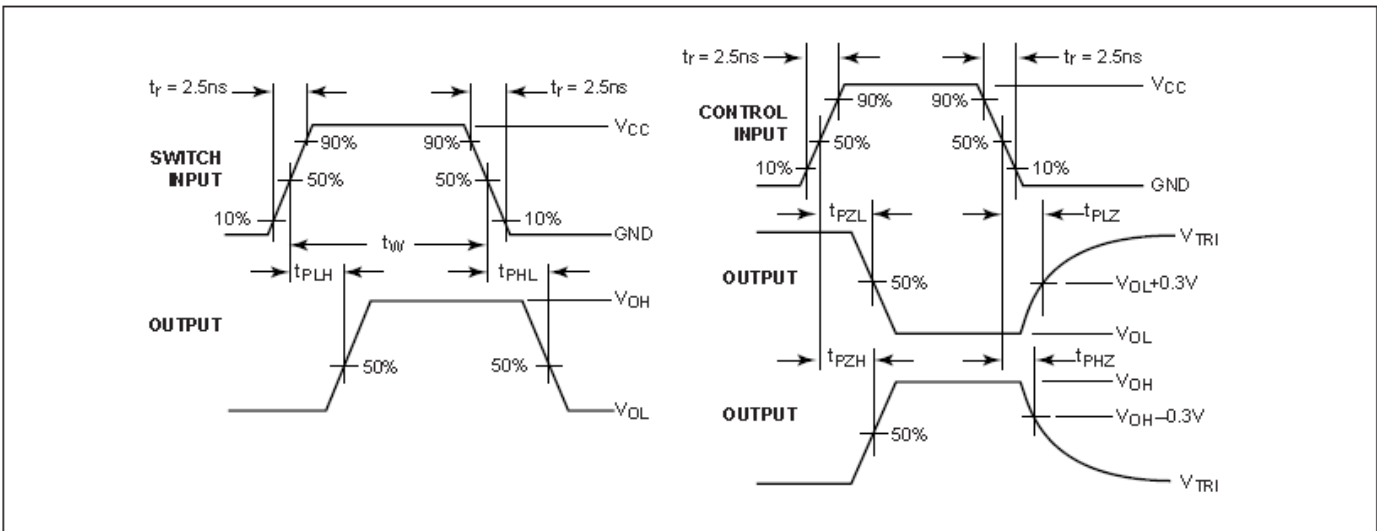 tr = 2.5ns
tr = 2.5ns
VCC
90%
90%
SWITCH
INPUT
50%
50%
10%
10%
GND
tW
tPLH
tPHL
VOH
OUTPUT
50%
50%
VOL
tr = 2.5ns
tr = 2.5ns
VCC
90%
90%
CONTROL
INPUT
50%
50%
10%
10%
GND
tPZL
tPLZ
VTRI
OUTPUT
50%
VOL+0.3V
VOL
tPZH
tPHZ
VOH
OUTPUT
VOH–0.3V
50%
VTRI